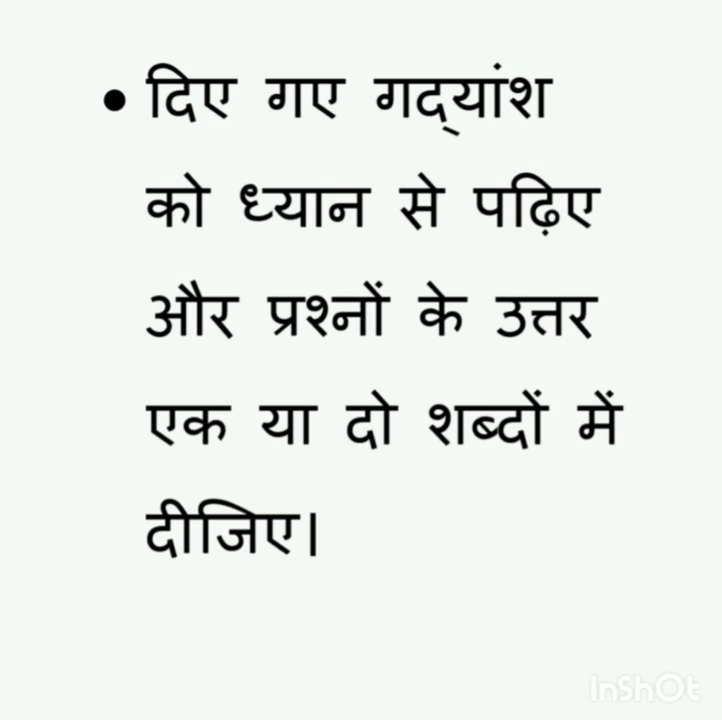 • दिए गए गद्‌यांश
को ध्यान से पढ़िए
और प्रश्नों के उत्तर
एक या दो शब्दों में
दीजिए।
InShOt